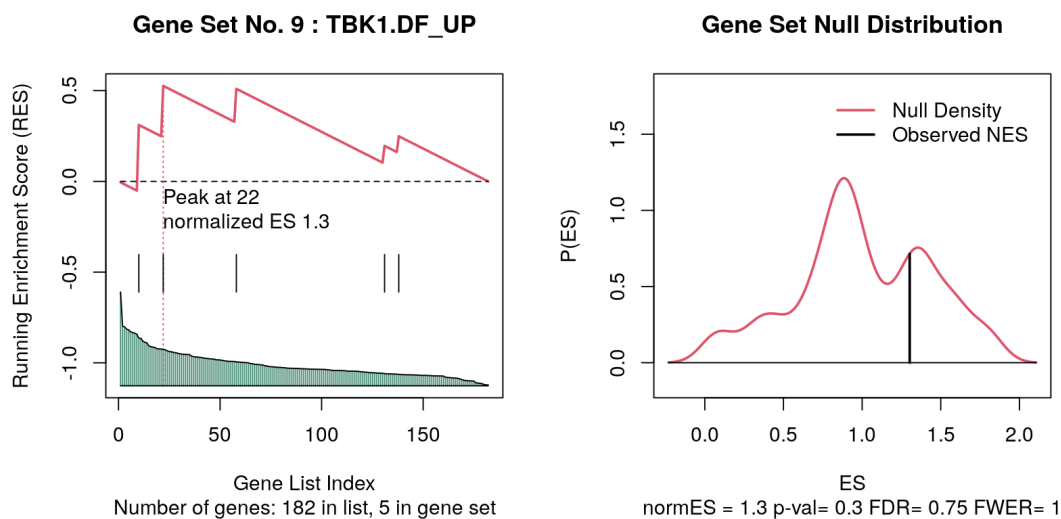 Gene Set No. 9 : TBK1.DF_UP
Running Enrichment Score (RES)
0.5
0.0
-0.5
-1.0
Peak at 22
normalized ES 1.3
0 50 100 150
Gene List Index
Number of genes: 182 in list, 5 in gene set
Gene Set Null Distribution
P(ES)
1.5
1.0
0.5
0.0
Null Density
Observed NES
0.0 0.5 1.0 1.5 2.0
ES
normES = 1.3 p-val= 0.3 FDR= 0.75 FWER= 1